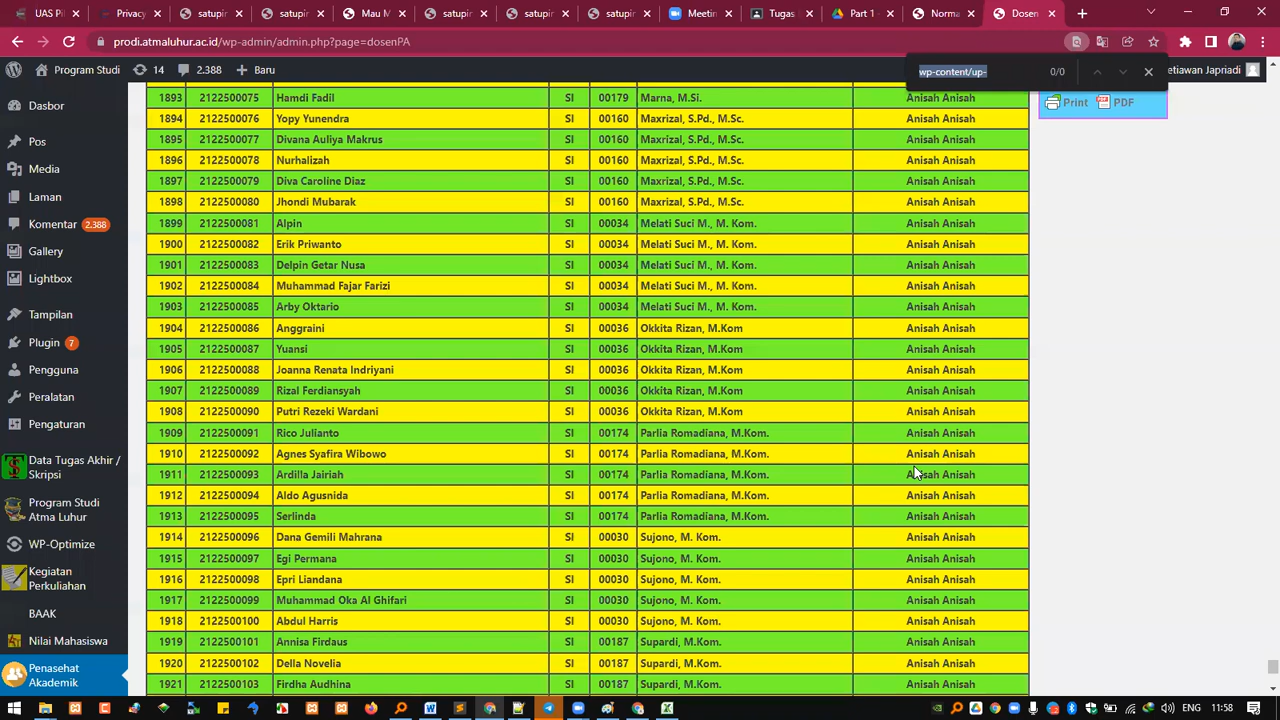 UAS Pi
Privacy
satupir
satupir
Mau M
satupir
satupir
satupir
Meetin
Tugas
Part 1 -
Norma
Dosen
prodi.atmaluhur.ac.id/wp-admin/admin.php?page=dosenPA
Program Studi
14
2.388
Baru
wp-content/up-
0/0
etiawan Japriadi
Print
PDF
Dasbor
Pos
Media
Laman
Komentar 2.388
Gallery
Lightbox
Tampilan
Plugin 7
Pengguna
Peralatan
Pengaturan
Data Tugas Akhir /
Skripsi
Program Studi
Atma Luhur
WP-Optimize
Kegiatan
Perkuliahan
BAAK
Nilai Mahasiswa
Penasehat
Akademik
1893 2122500075 Hamdi Fadil SI 00179 Marna, M.Si. Anisah Anisah
1894 2122500076 Yopy Yunendra SI 00160 Maxrizal, S.Pd., M.Sc. Anisah Anisah
1895 2122500077 Divana Auliya Makrus SI 00160 Maxrizal, S.Pd., M.Sc. Anisah Anisah
1896 2122500078 Nurhalizah SI 00160 Maxrizal, S.Pd., M.Sc. Anisah Anisah
1897 2122500079 Diva Caroline Diaz SI 00160 Maxrizal, S.Pd., M.Sc. Anisah Anisah
1898 2122500080 Jhondi Mubarak SI 00160 Maxrizal, S.Pd., M.Sc. Anisah Anisah
1899 2122500081 Alpin SI 00034 Melati Suci M., M. Kom. Anisah Anisah
1900 2122500082 Erik Priwanto SI 00034 Melati Suci M., M. Kom. Anisah Anisah
1901 2122500083 Delpin Getar Nusa SI 00034 Melati Suci M., M. Kom. Anisah Anisah
1902 2122500084 Muhammad Fajar Farizi SI 00034 Melati Suci M., M. Kom. Anisah Anisah
1903 2122500085 Arby Oktario SI 00034 Melati Suci M., M. Kom. Anisah Anisah
1904 2122500086 Anggraini SI 00036 Okkita Rizan, M.Kom Anisah Anisah
1905 2122500087 Yuansi SI 00036 Okkita Rizan, M.Kom Anisah Anisah
1906 2122500088 Joanna Renata Indriyani SI 00036 Okkita Rizan, M.Kom Anisah Anisah
1907 2122500089 Rizal Ferdiansyah SI 00036 Okkita Rizan, M.Kom Anisah Anisah
1908 2122500090 Putri Rezeki Wardani SI 00036 Okkita Rizan, M.Kom Anisah Anisah
1909 2122500091 Rico Julianto SI 00174 Parlia Romadiana, M.Kom. Anisah Anisah
1910 2122500092 Agnes Syafira Wibowo SI 00174 Parlia Romadiana, M.Kom. Anisah Anisah
1911 2122500093 Ardilla Jairiah SI 00174 Parlia Romadiana, M.Kom. Anisah Anisah
1912 2122500094 Aldo Agusnida SI 00174 Parlia Romadiana, M.Kom. Anisah Anisah
1913 2122500095 Serlinda SI 00174 Parlia Romadiana, M.Kom. Anisah Anisah
1914 2122500096 Dana Gemili Mahrana SI 00030 Sujono, M. Kom. Anisah Anisah
1915 2122500097 Egi Permana SI 00030 Sujono, M. Kom. Anisah Anisah
1916 2122500098 Epri Liandana SI 00030 Sujono, M. Kom. Anisah Anisah
1917 2122500099 Muhammad Oka Al Ghifari SI 00030 Sujono, M. Kom. Anisah Anisah
1918 2122500100 Abdul Harris SI 00030 Sujono, M. Kom. Anisah Anisah
1919 2122500101 Annisa Firdaus SI 00187 Supardi, M.Kom. Anisah Anisah
1920 2122500102 Della Novelia SI 00187 Supardi, M.Kom. Anisah Anisah
1921 2122500103 Firdha Audhina SI 00187 Supardi, M.Kom. Anisah Anisah
ENG
11:58